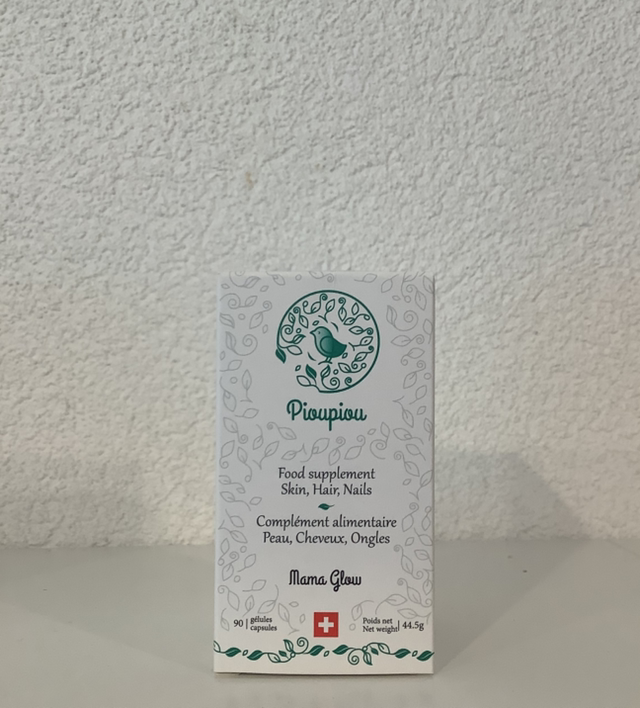 Pioupiou
Food supplement
Skin, Hair, Nails
Complément alimentaire
Peau, Cheveux, Ongles
Mama Glow
90 | gélules
capsules
Poids net
Net weight | 44.5g